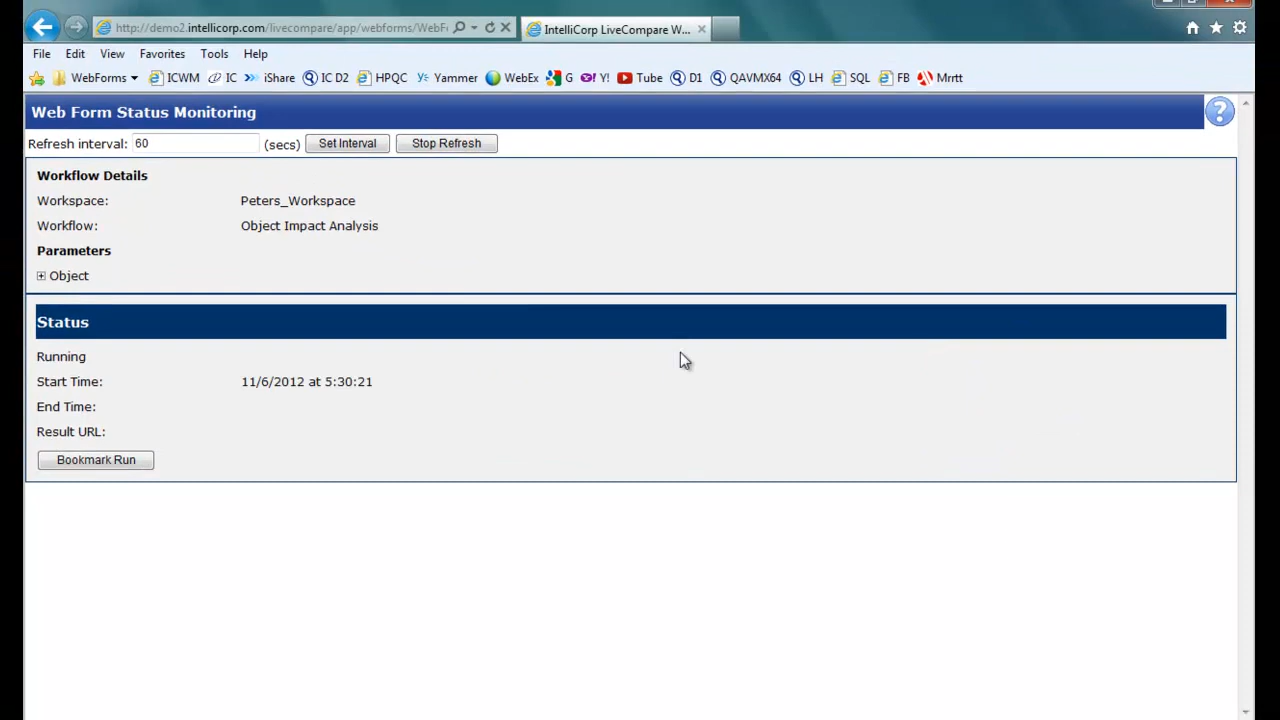 http://demo2.intellicorp.com/livecompare/app/webforms/WebF
IntelliCorp LiveCompare W...
File Edit View Favorites Tools Help
WebForms ICWM IC iShare IC D2 HPQC Yammer WebEx G Y! Tube D1 QAVMX64 LH SQL FB Mrrtt
Web Form Status Monitoring
Refresh interval: 60 (secs) Set Interval Stop Refresh
Workflow Details
Workspace: Peters_Workspace
Workflow: Object Impact Analysis
Parameters
Object
Status
Running
Start Time: 11/6/2012 at 5:30:21
End Time:
Result URL:
Bookmark Run